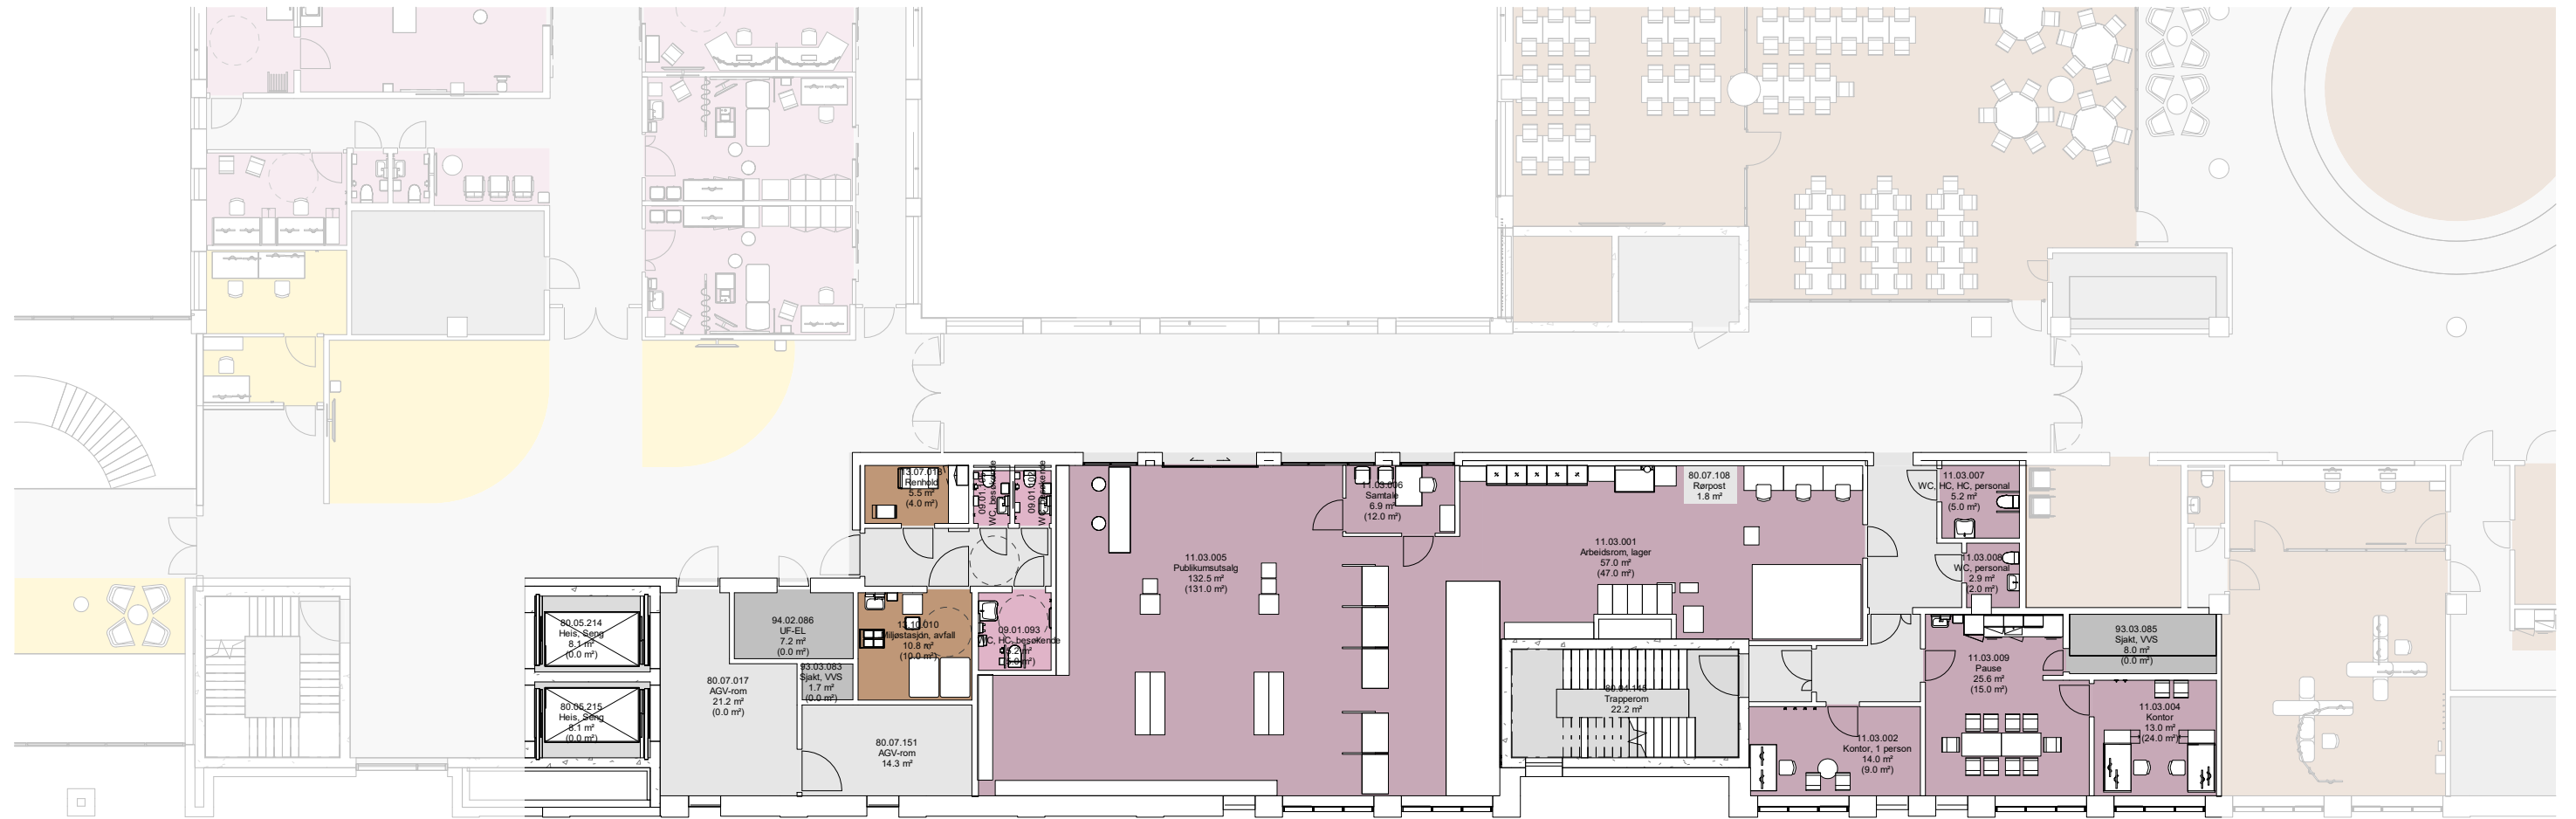 13.07.018
Renhold
5.5 m²
(4.0 m²)
WC, besøkende
11.03.006
Samtale
6.9 m²
(12.0 m²)
80.07.108
Rørpost
1.8 m²
11.03.007
WC, HC, HC, personal
5.2 m²
(5.0 m²)
11.03.005
Publikumsutsalg
132.5 m²
(131.0 m²)
11.03.001
Arbeidsrom, lager
57.0 m²
(47.0 m²)
11.03.008
WC, personal
2.9 m²
(2.0 m²)
80.05.214
Heis, Seng
8.1 m²
(0.0 m²)
94.02.086
UF-EL
7.2 m²
(0.0 m²)
13.10.010
Miljøstasjon, avfall
10.8 m²
(10.0 m²)
09.01.093
WC, HC, besøkende
93.03.083
Sjakt, VVS
1.7 m²
(0.0 m²)
80.07.017
AGV-rom
21.2 m²
(0.0 m²)
80.05.215
Heis, Seng
8.1 m²
(0.0 m²)
80.07.151
AGV-rom
14.3 m²
Trapperom
22.2 m²
11.03.009
Pause
25.6 m²
(15.0 m²)
93.03.085
Sjakt, VVS
8.0 m²
(0.0 m²)
11.03.002
Kontor, 1 person
14.0 m²
(9.0 m²)
11.03.004
Kontor
13.0 m²
(24.0 m²)